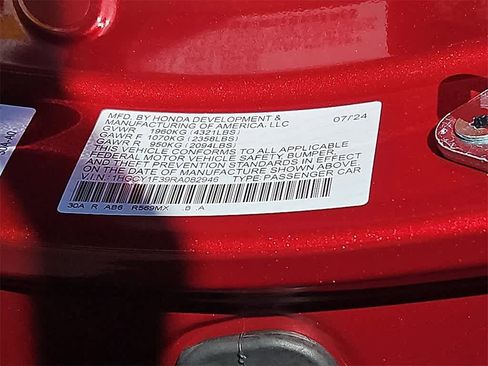 MFD. BY HONDA DEVELOPMENT & 07/24
MANUFACTURING OF AMERICA, LLC
GVWR 1960KG (4321LBS)
GAWR F 1070KG (2358LBS)
GAWR R 950KG (2094LBS)
THIS VEHICLE CONFORMS TO ALL APPLICABLE
FEDERAL MOTOR VEHICLE SAFETY, BUMPER,
AND THEFT PREVENTION STANDARDS IN EFFECT
ON THE DATE OF MANUFACTURE SHOWN ABOVE.
V.I.N.: 1HGCY1F39RA082946 TYPE: PASSENGER CAR
30A R AB6 R569MX B A